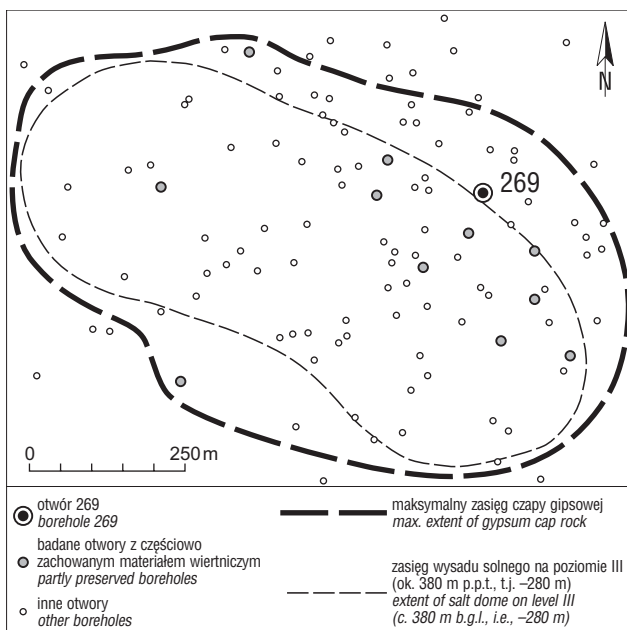 N
269
0
250 m
otwór 269
borehole 269
badane otwory z częściowo
zachowanym materiałem wiertniczym
partly preserved boreholes
inne otwory
other boreholes
maksymalny zasięg czapy gipsowej
max. extent of gypsum cap rock
zasięg wysadu solnego na poziomie III
(ok. 380 m p.p.t., t.j. –280 m)
extent of salt dome on level III
(c. 380 m b.g.l., i.e., –280 m)